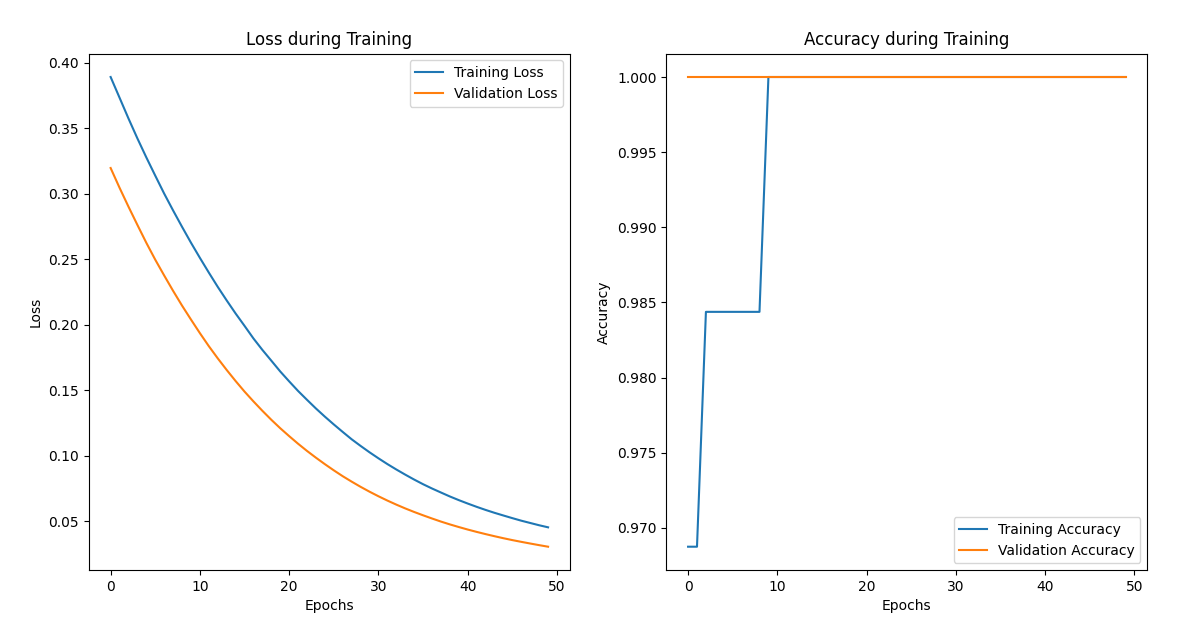 Loss during Training
0.40
0.35
0.30
0.25
0.20
0.15
0.10
0.05
Loss
Training Loss
Validation Loss
0 10 20 30 40 50
Epochs
Accuracy during Training
1.000
0.995
0.990
0.985
0.980
0.975
0.970
Accuracy
Training Accuracy
Validation Accuracy
0 10 20 30 40 50
Epochs